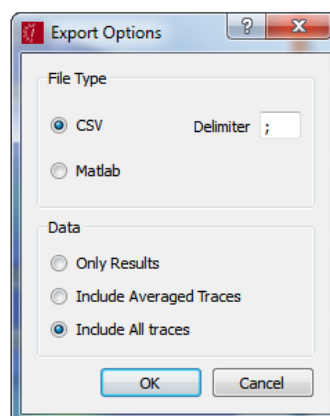 Export Options
File Type
CSV Delimiter ;
Matlab
Data
Only Results
Include Averaged Traces
Include All traces
OK Cancel